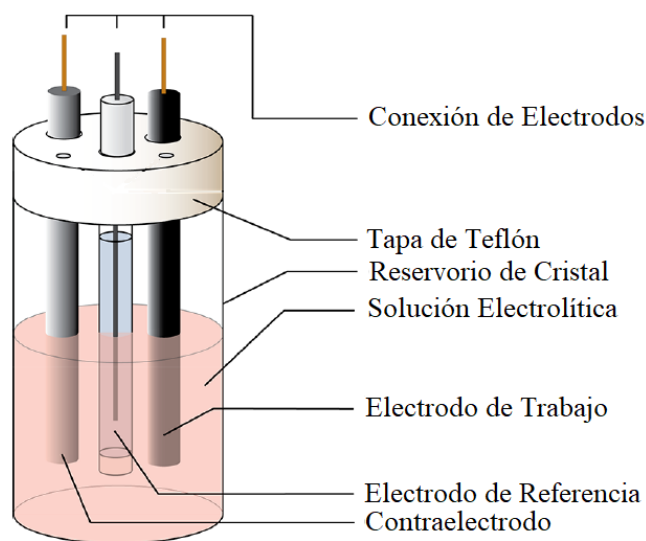 Conexión de Electrodos
Tapa de Teflón
Reservorio de Cristal
Solución Electrolítica
Electrodo de Trabajo
Electrodo de Referencia
Contraelectrodo